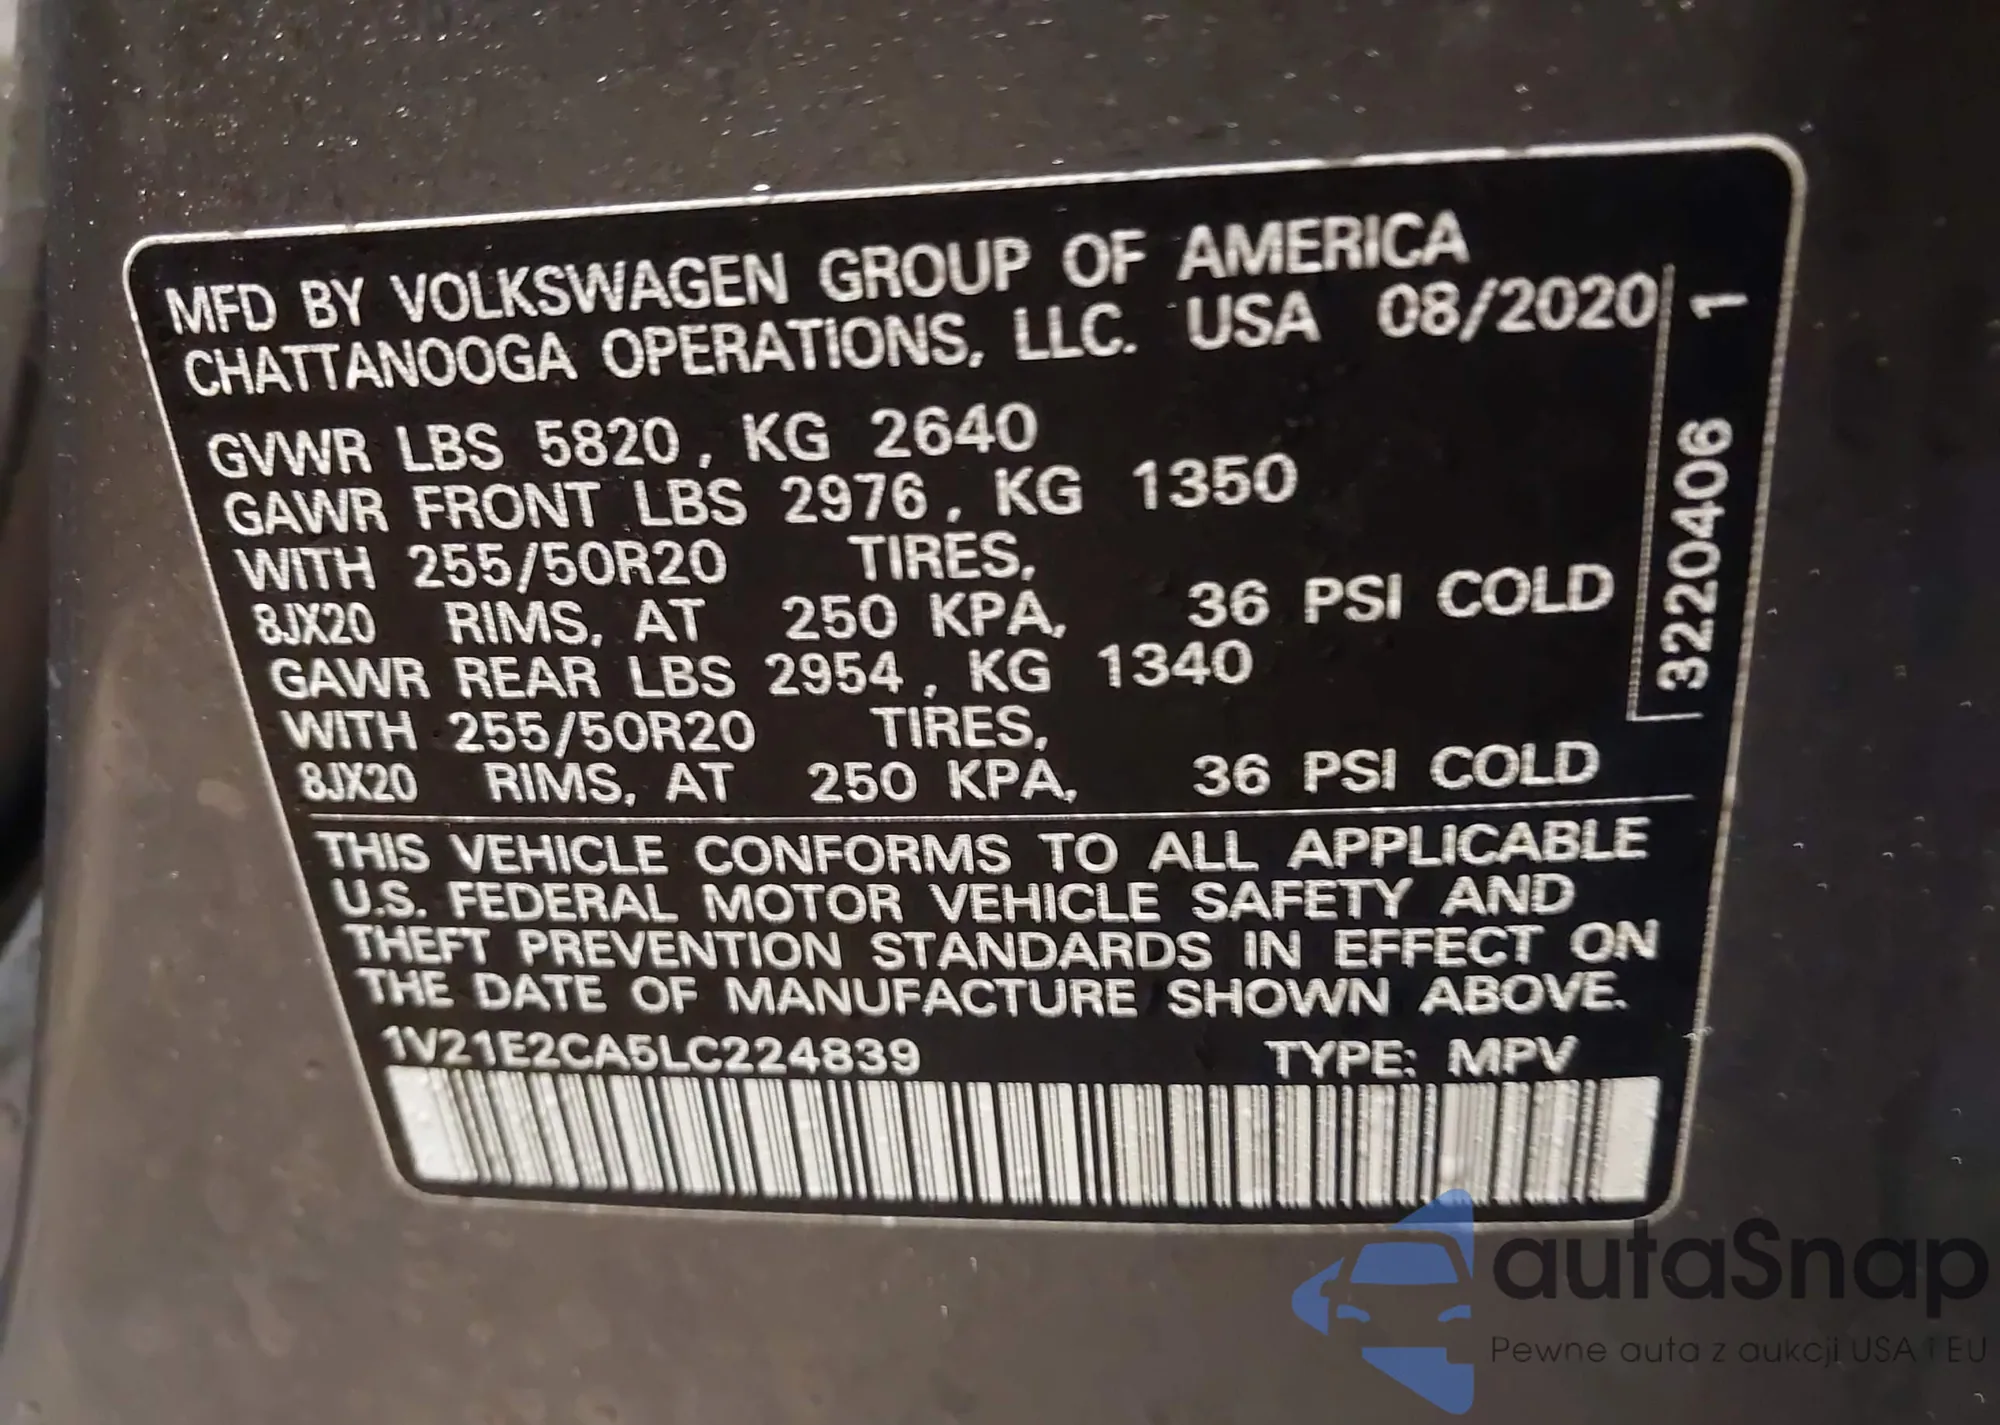 MFD BY VOLKSWAGEN GROUP OF AMERICA
CHATTANOOGA OPERATIONS, LLC. USA 08/2020
GVWR LBS 5820, KG 2640
GAWR FRONT LBS 2976, KG 1350
WITH 255/50R20 TIRES,
8JX20 RIMS, AT 250 KPA, 36 PSI COLD
GAWR REAR LBS 2954, KG 1340
WITH 255/50R20 TIRES,
8JX20 RIMS, AT 250 KPA, 36 PSI COLD
THIS VEHICLE CONFORMS TO ALL APPLICABLE
U.S. FEDERAL MOTOR VEHICLE SAFETY AND
THEFT PREVENTION STANDARDS IN EFFECT ON
THE DATE OF MANUFACTURE SHOWN ABOVE.
1V21E2CA5LC224839 TYPE: MPV
32204406 1
autaSnap
Pewne auta z aukcji USA i EU